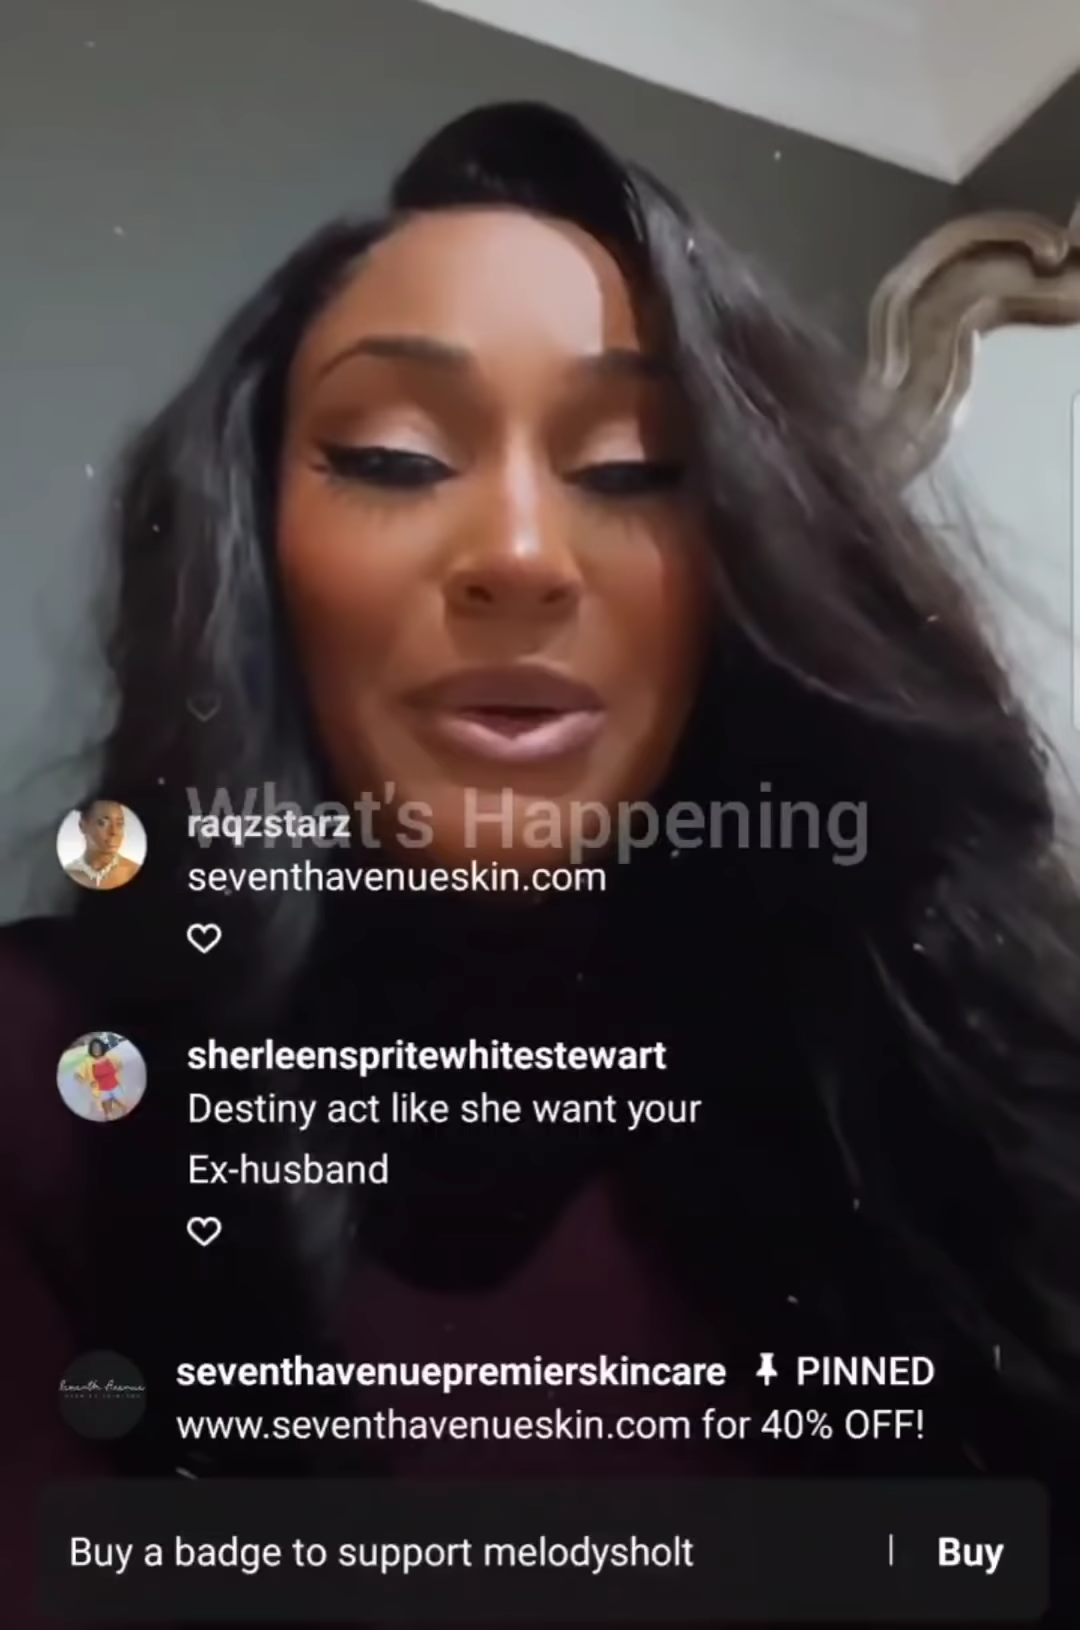 What's Happening
raqzstarz
seventhavenueskin.com
sherleenspritewhitestewart
Destiny act like she want your
Ex-husband
seventhavenuepremierskincare PINNED
www.seventhavenueskin.com for 40% OFF!
Buy a badge to support melodysholt | Buy